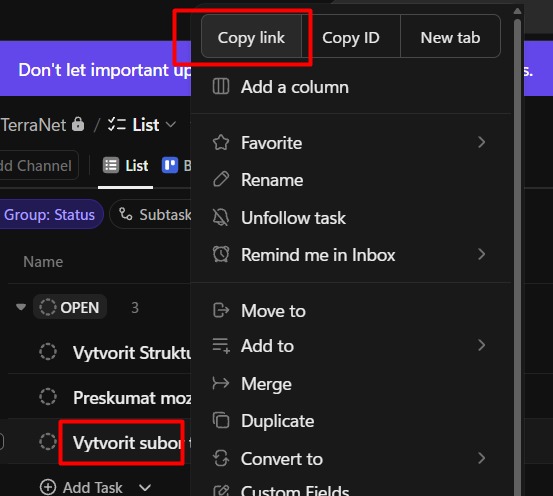 Copy link
Copy ID
New tab
Don't let important up
s.
Add a column
TerraNet / List
Favorite
dd Channel
List
B
Rename
Group: Status
Subtask
Unfollow task
Name
Remind me in Inbox
OPEN 3
Move to
Vytvorit Struktu
Add to
Preskumat moz
Merge
Vytvorit subor t
Duplicate
Convert to
Add Task
Custom Fields